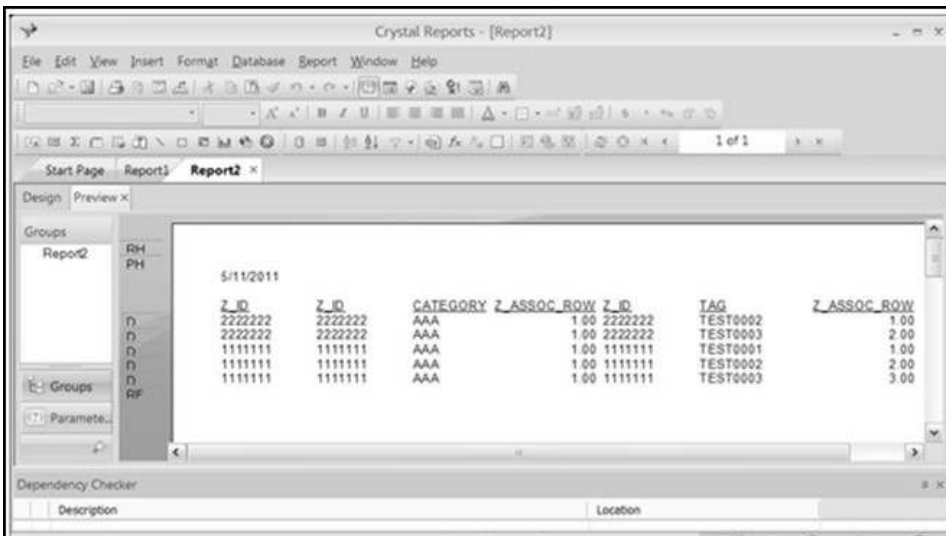 Crystal Reports - [Report2]
File Edit View Insert Format Database Report Window Help
B I U
1 of 1
Start Page Report1 Report2 ×
Design Preview ×
Groups
Report2
RH
PH
5/11/2011
Z_ID Z_ID CATEGORY Z_ASSOC_ROW Z_ID TAG Z_ASSOC_ROW
D 2222222 2222222 AAA 1.00 2222222 TEST0002 1.00
D 2222222 2222222 AAA 1.00 2222222 TEST0003 2.00
D 1111111 1111111 AAA 1.00 1111111 TEST0001 1.00
D 1111111 1111111 AAA 1.00 1111111 TEST0002 2.00
D 1111111 1111111 AAA 1.00 1111111 TEST0003 3.00
RF
Groups
Paramete...
Dependency Checker
Description Location